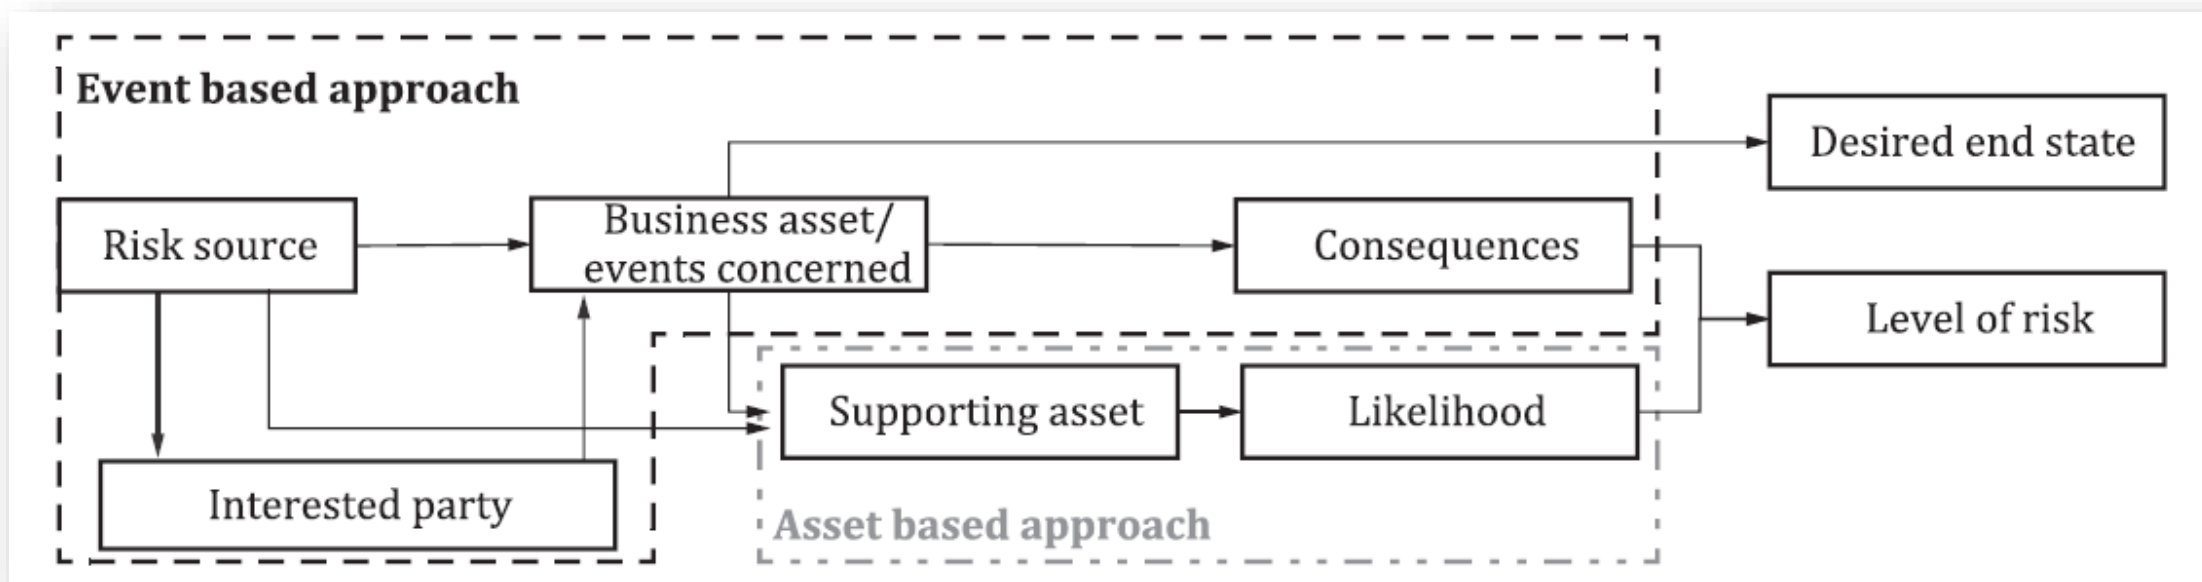 Event based approach
Desired end state
Risk source
Business asset/
events concerned
Consequences
Level of risk
Supporting asset
Likelihood
Interested party
Asset based approach